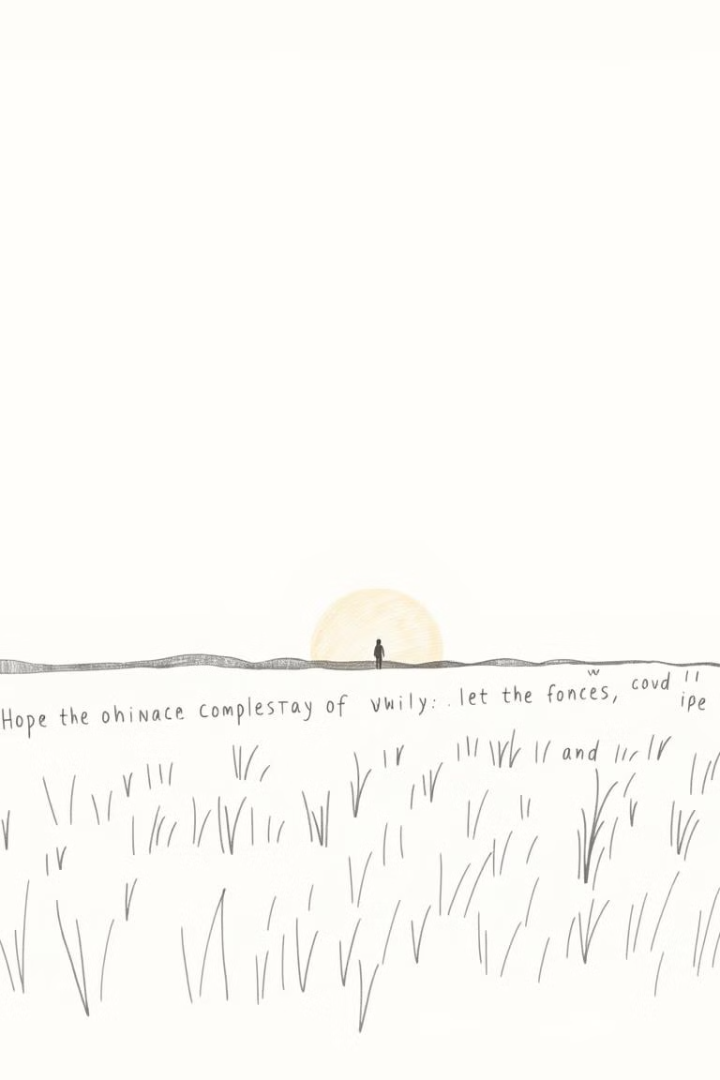 Hope the ohinace complestay of vwily: . let the fonces, covd ipe
and